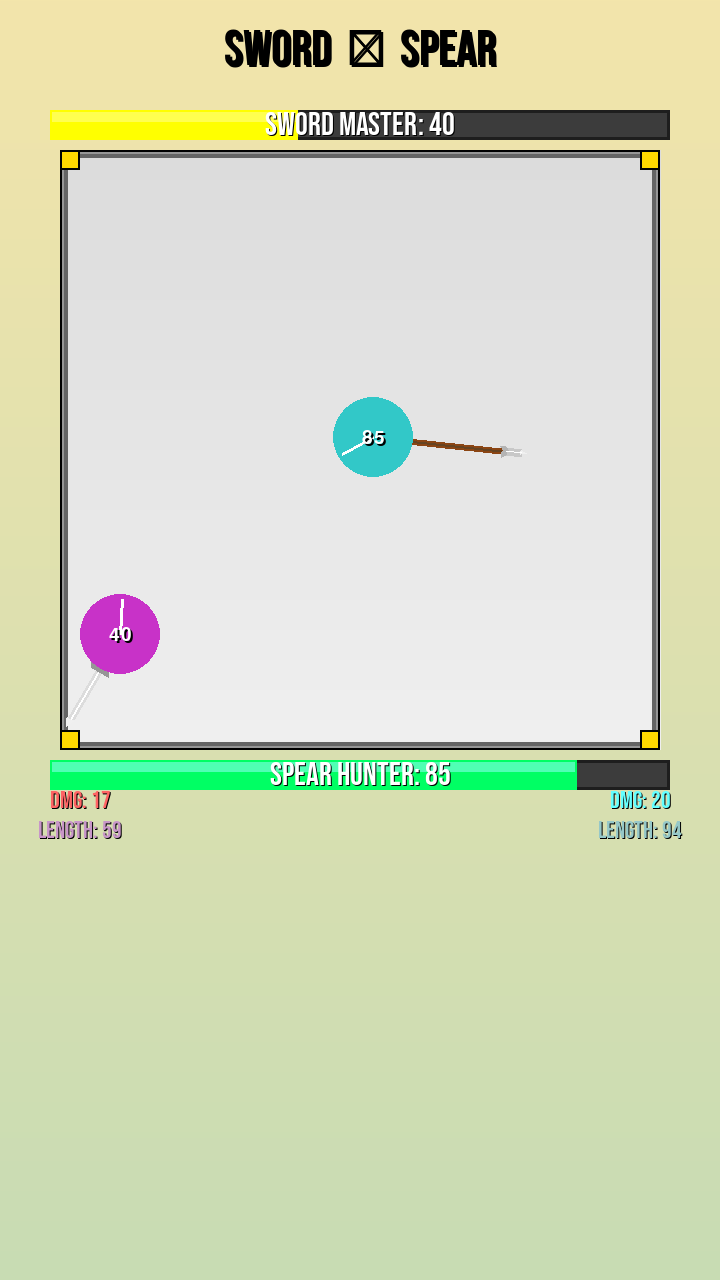 SWORD SPEAR
SWORD MASTER: 40
85
40
SPEAR HUNTER: 85
DMG: 17 DMG: 20
LENGTH: 59 LENGTH: 94